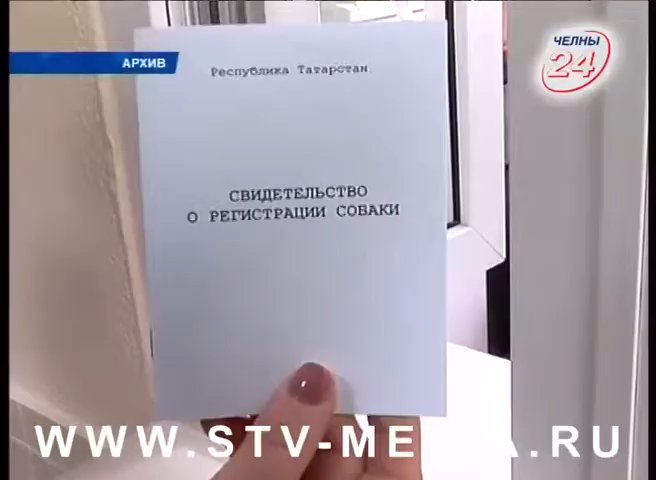 АРХИВ
ЧЕЛНЫ
24
Республика Татарстан
СВИДЕТЕЛЬСТВО
О РЕГИСТРАЦИИ СОБАКИ